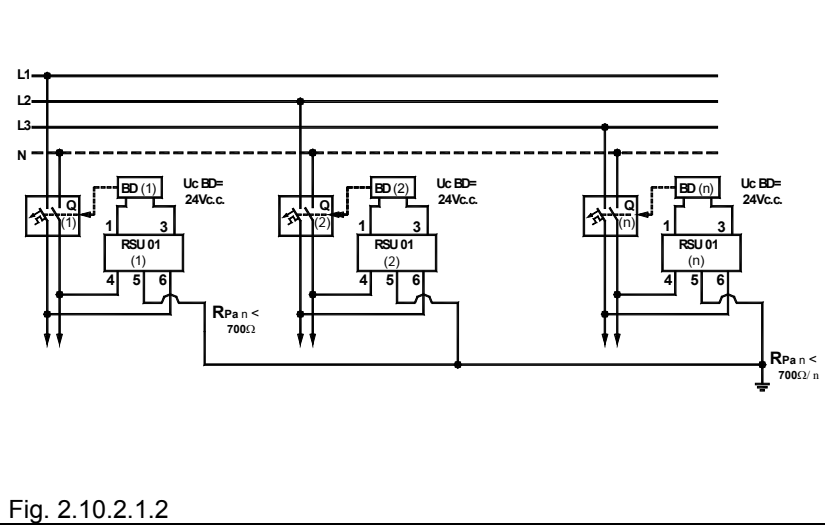 L1
L2
L3
N
BD (1)
Uc BD=
24Vc.c.
Q
(1)
1
3
RSU 01
(1)
4
5
6
RPa n <
700Ω
BD (2)
Uc BD=
24Vc.c.
Q
(2)
1
3
RSU 01
(2)
4
5
6
BD (n)
Uc BD=
24Vc.c.
Q
(n)
1
3
RSU 01
(n)
4
5
6
RPa n <
700Ω/ n
Fig. 2.10.2.1.2